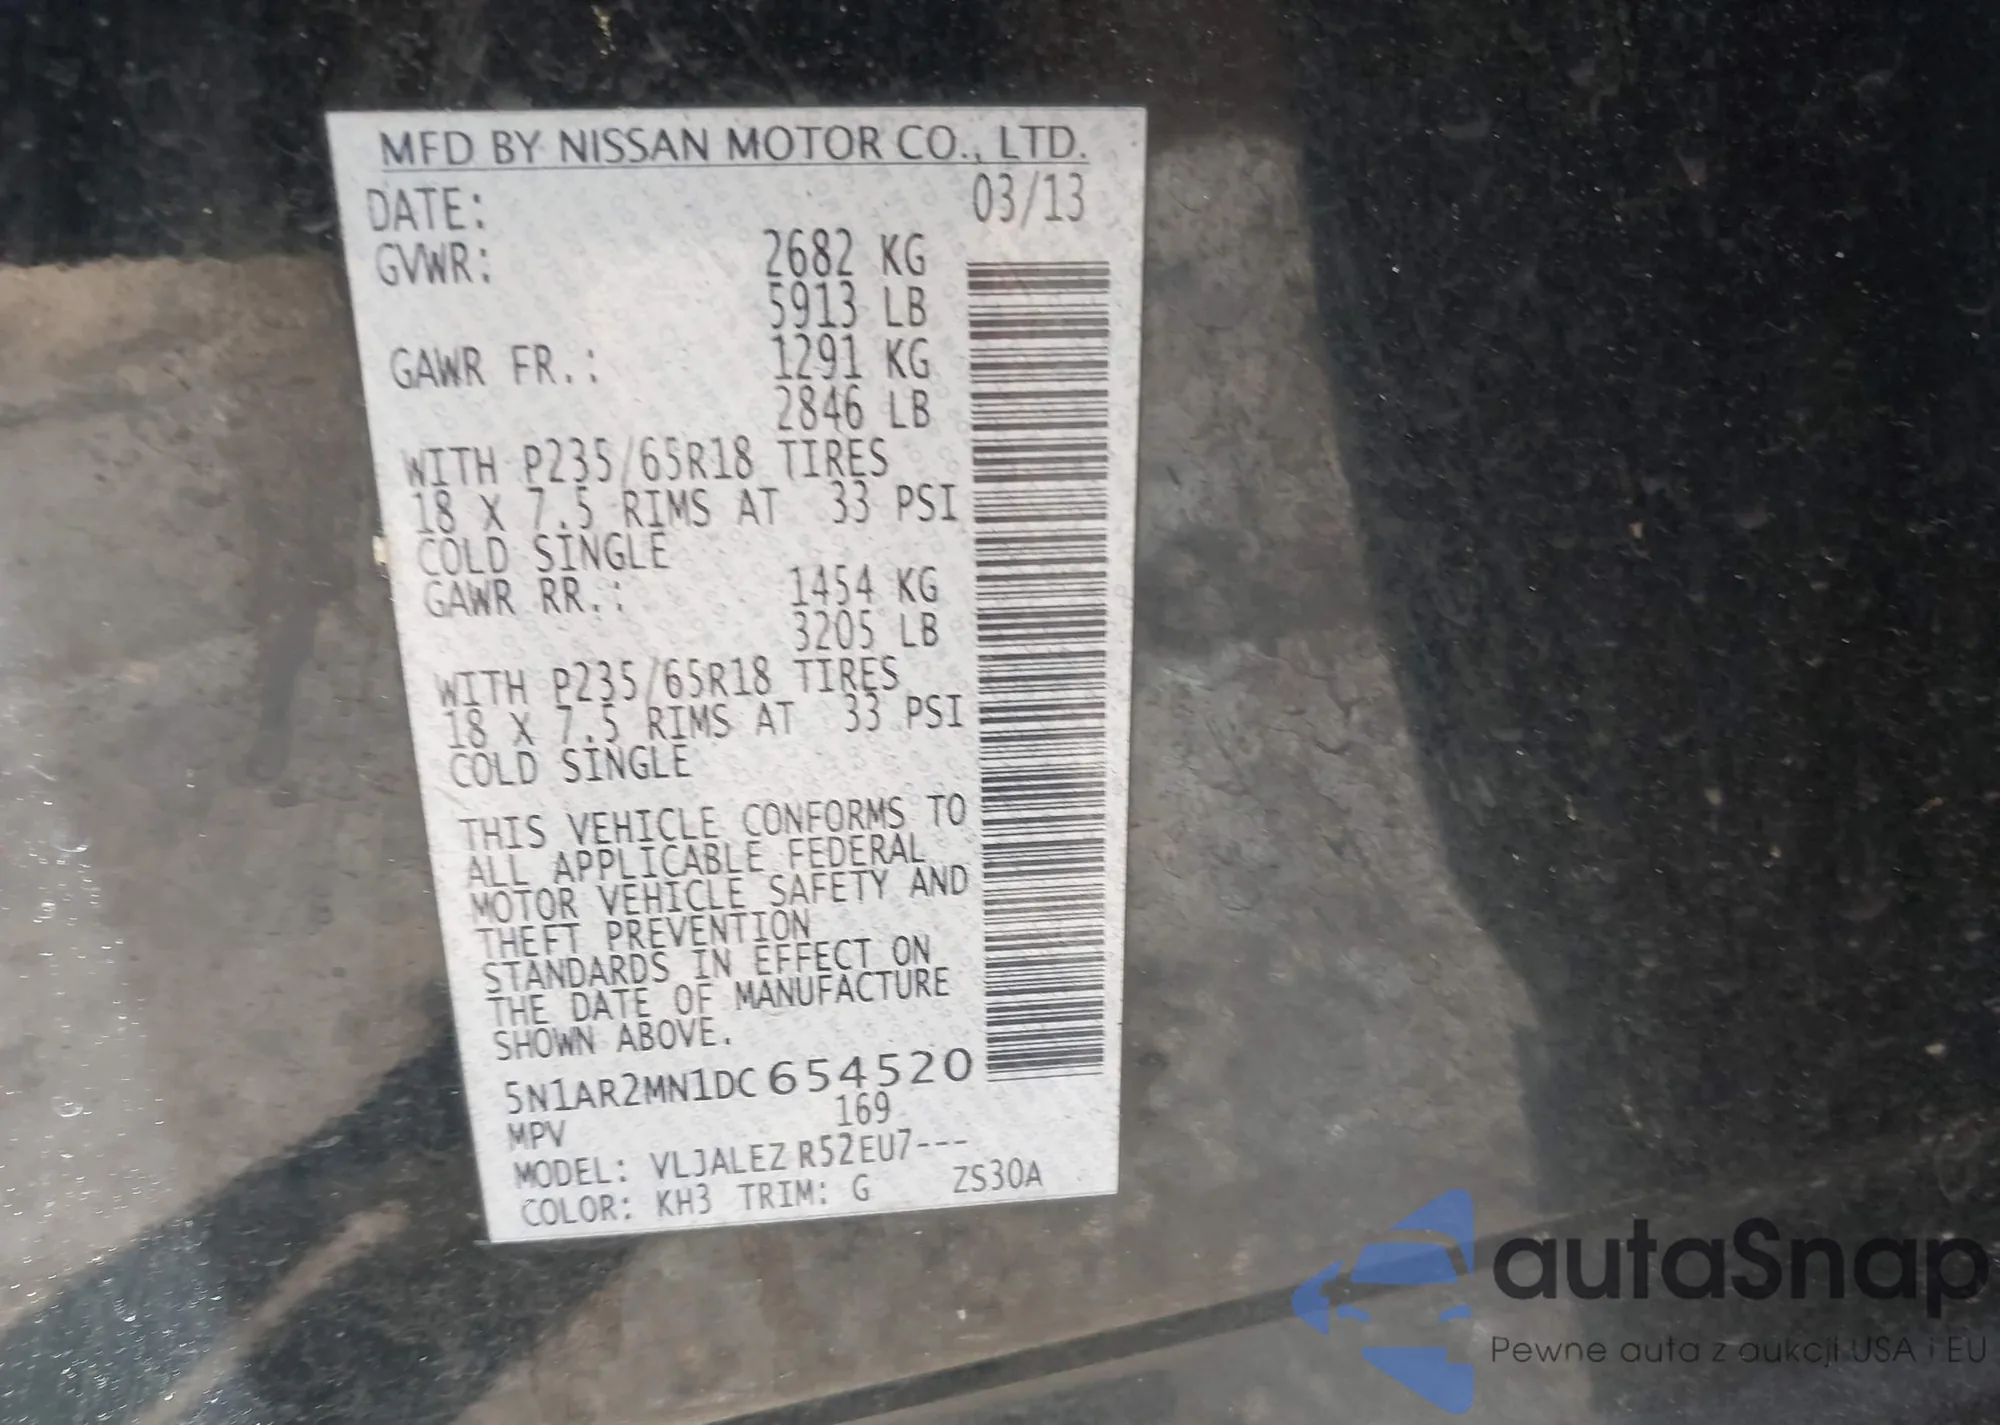 MFD BY NISSAN MOTOR CO., LTD.
DATE: 03/13
GVWR: 2682 KG
5913 LB
GAWR FR.: 1291 KG
2846 LB
WITH P235/65R18 TIRES
18 X 7.5 RIMS AT 33 PSI
COLD SINGLE
GAWR RR.: 1454 KG
3205 LB
WITH P235/65R18 TIRES
18 X 7.5 RIMS AT 33 PSI
COLD SINGLE
THIS VEHICLE CONFORMS TO
ALL APPLICABLE FEDERAL
MOTOR VEHICLE SAFETY AND
THEFT PREVENTION
STANDARDS IN EFFECT ON
THE DATE OF MANUFACTURE
SHOWN ABOVE.
5N1AR2MN1DC654520
MPV 169
MODEL: VLJALEZ R52EU7---
COLOR: KH3 TRIM: G ZS30A
autaSnap
Pewne auta z aukcji USA i EU